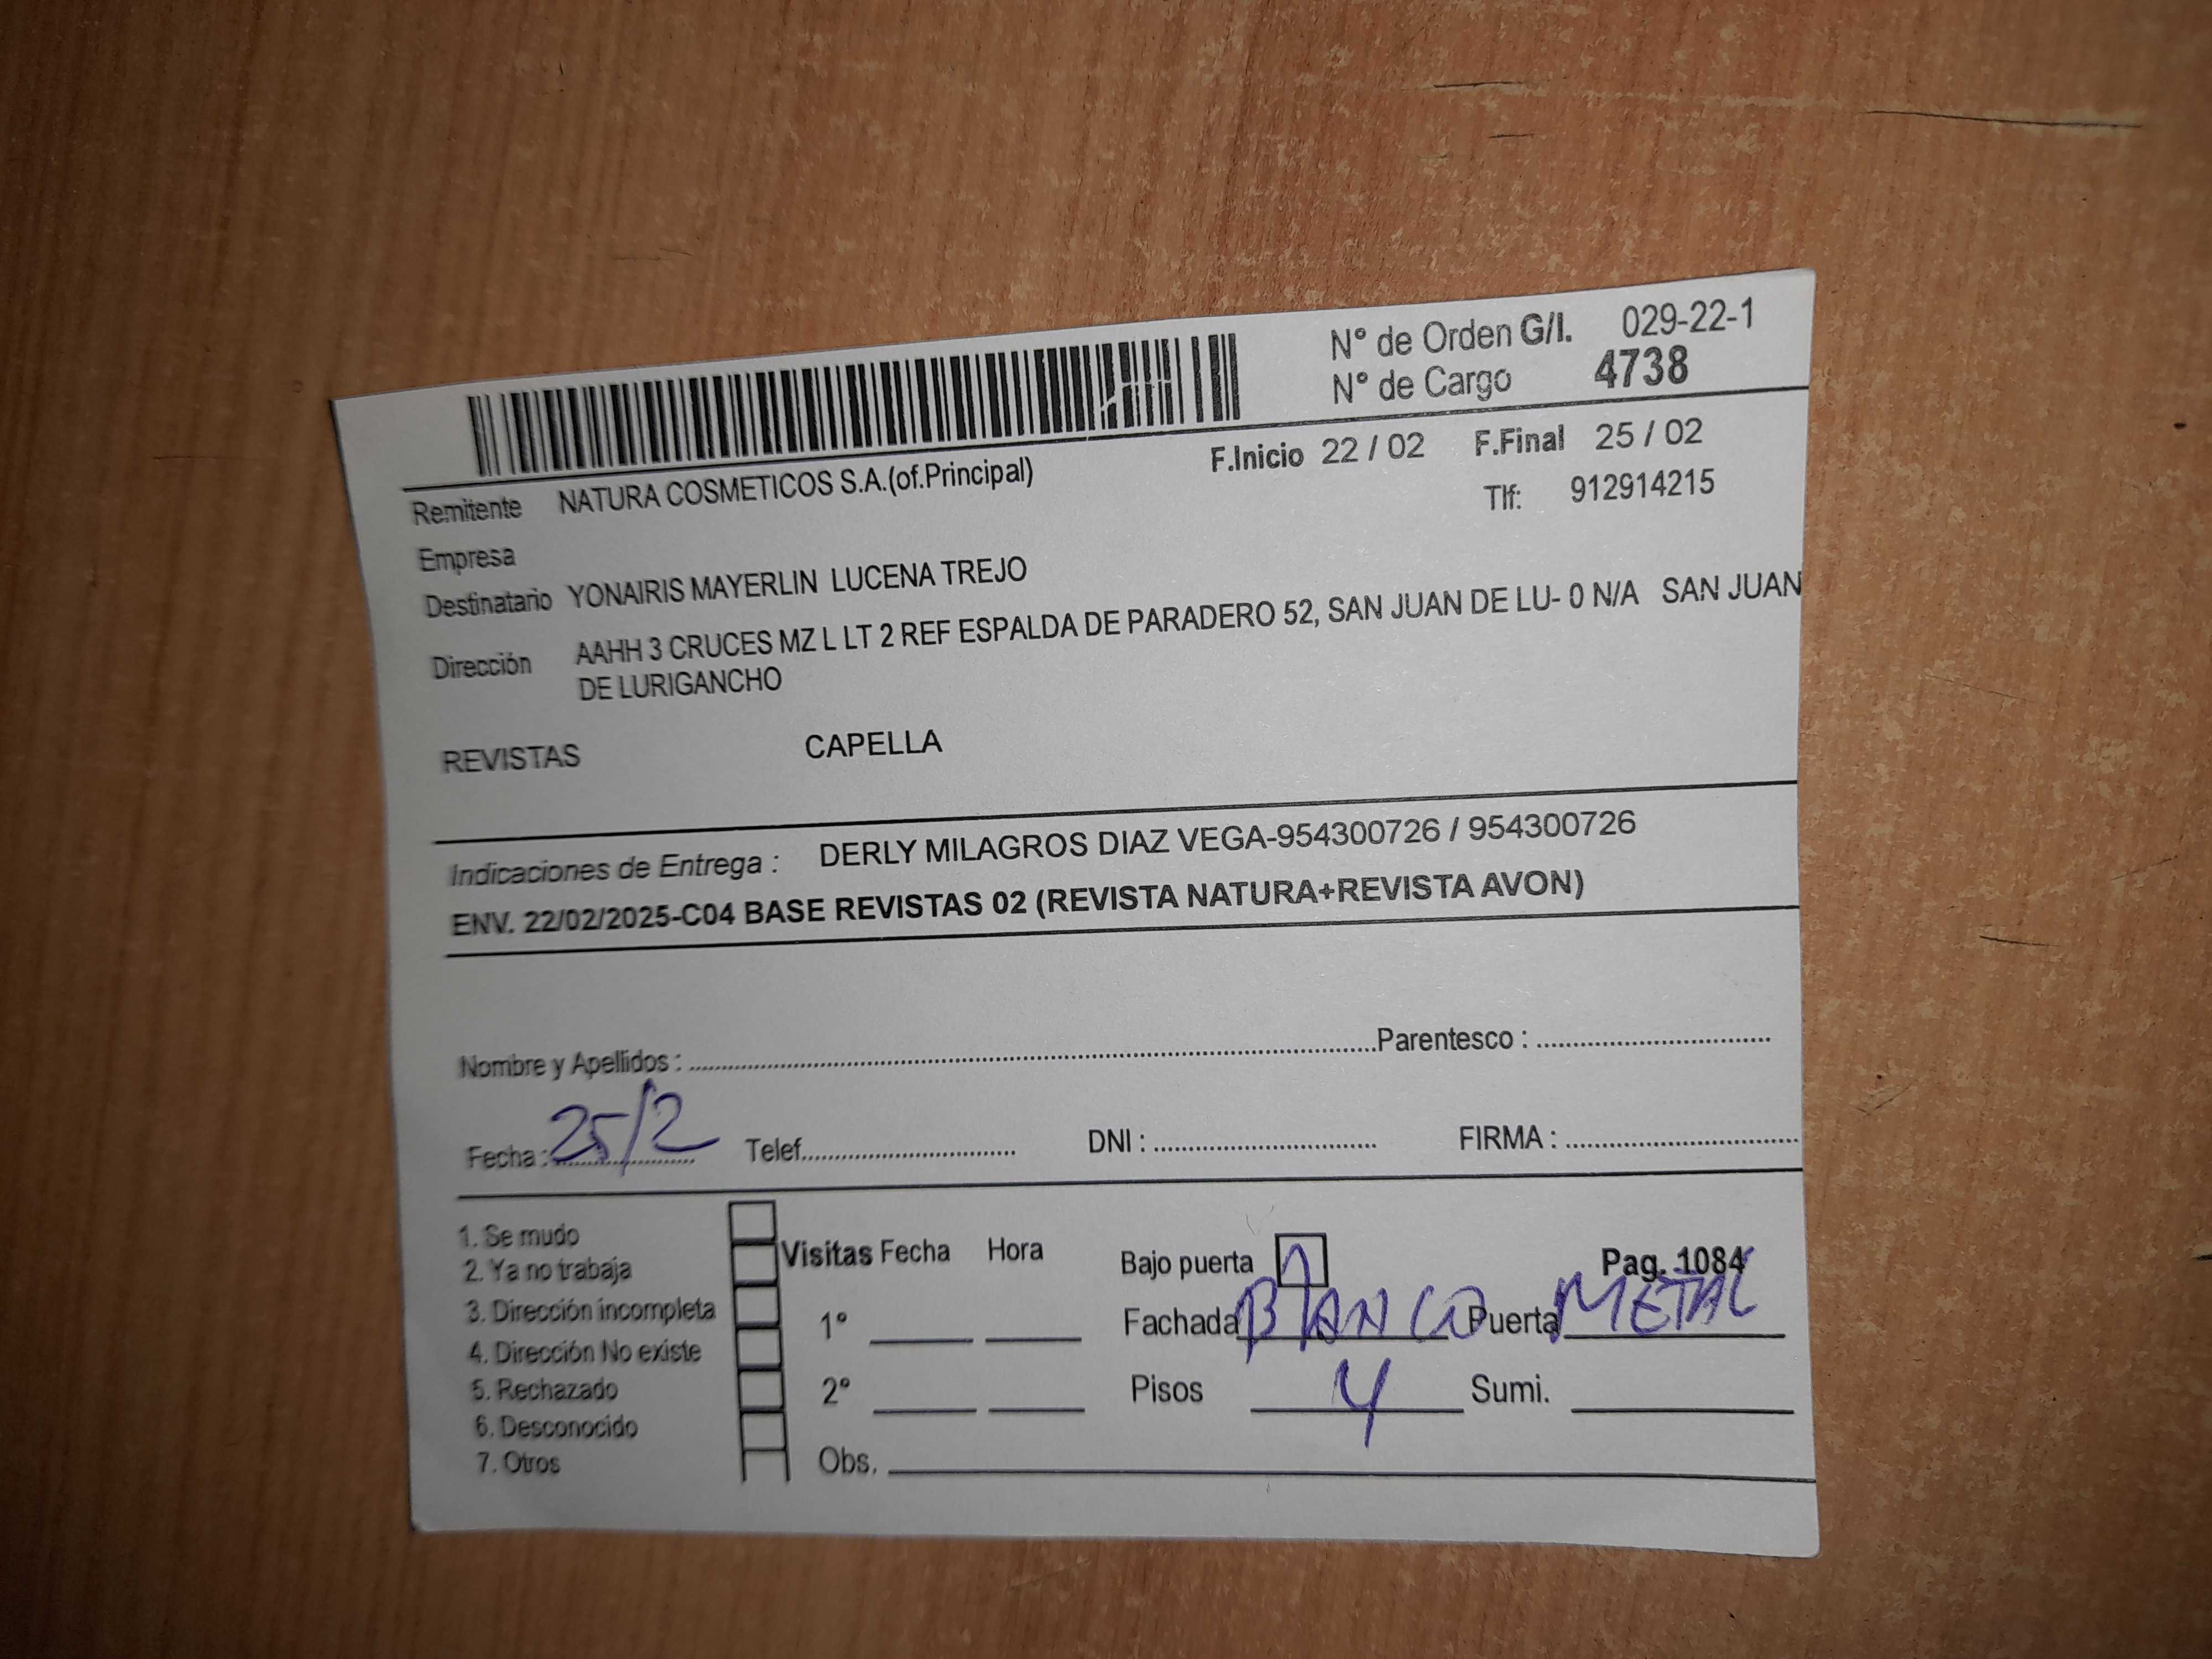 N° de Orden G/I. 029-22-1
N° de Cargo 4738
F.Inicio 22 / 02 F.Final 25 / 02
Remitente NATURA COSMETICOS S.A.(of.Principal)
Tlf: 912914215
Empresa
Destinatario YONAIRIS MAYERLIN LUCENA TREJO
Dirección AAHH 3 CRUCES MZ L LT 2 REF ESPALDA DE PARADERO 52, SAN JUAN DE LU- 0 N/A SAN JUAN
DE LURIGANCHO
REVISTAS CAPELLA
Indicaciones de Entrega : DERLY MILAGROS DIAZ VEGA-954300726 / 954300726
ENV. 22/02/2025-C04 BASE REVISTAS 02 (REVISTA NATURA+REVISTA AVON)
Nombre y Apellidos : Parentesco :
Fecha : 25/2 Telef. DNI : FIRMA :
1. Se mudo
2. Ya no trabaja
3. Dirección incompleta
4. Dirección No existe
5. Rechazado
6. Desconocido
7. Otros
Visitas Fecha Hora
1°
2°
Obs.
Bajo puerta Pag. 1084
Fachada BLANCO Puerta METAL
Pisos 4 Sumi.